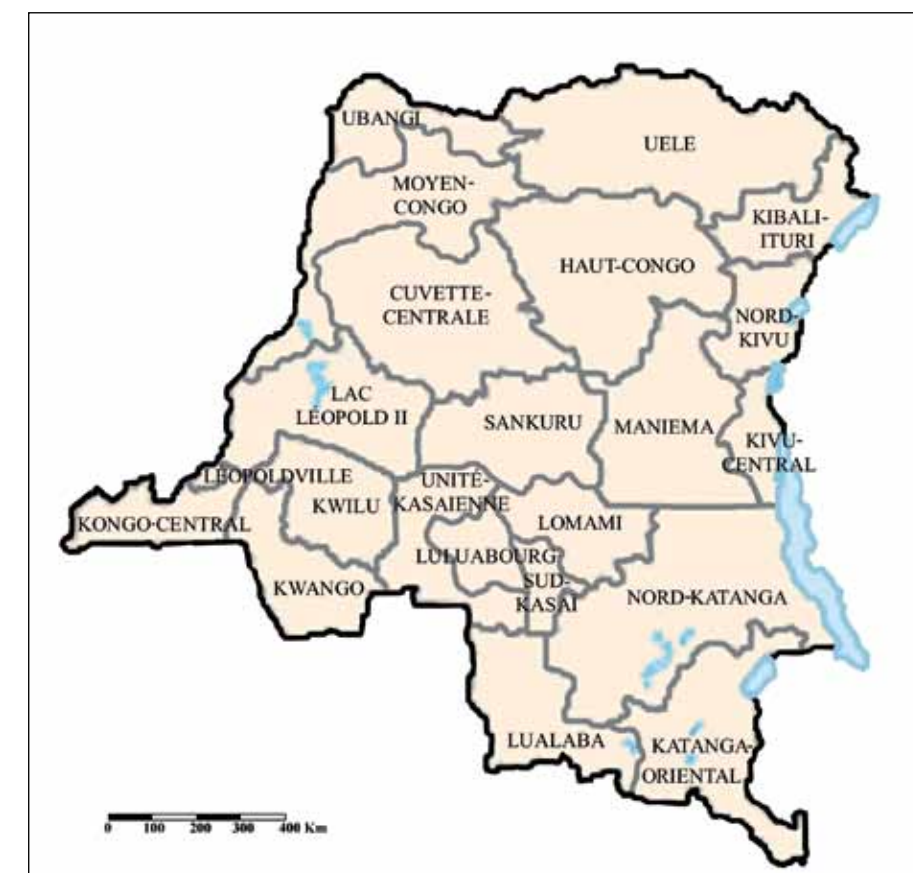 UBANGI
UELE
MOYEN-
CONGO
KIBALI-
ITURI
HAUT-CONGO
CUVETTE-
CENTRALE
NORD-
KIVU
LAC
LÉOPOLD II
SANKURU
MANIEMA
KIVU-
CENTRAL
LÉOPOLDVILLE
UNITÉ-
KASAIENNE
KWILU
KONGO-CENTRAL
LOMAMI
LULUABOURG
SUD-
KASAI
KWANGO
NORD-KATANGA
LUALABA
KATANGA-
ORIENTAL
0 100 200 300 400 Km